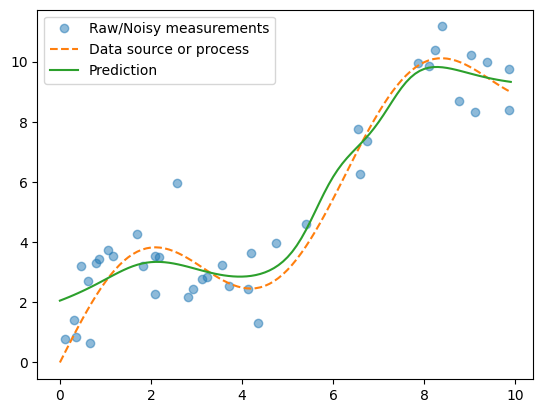 Raw/Noisy measurements
Data source or process
Prediction
10
8
6
4
2
0
0 2 4 6 8 10